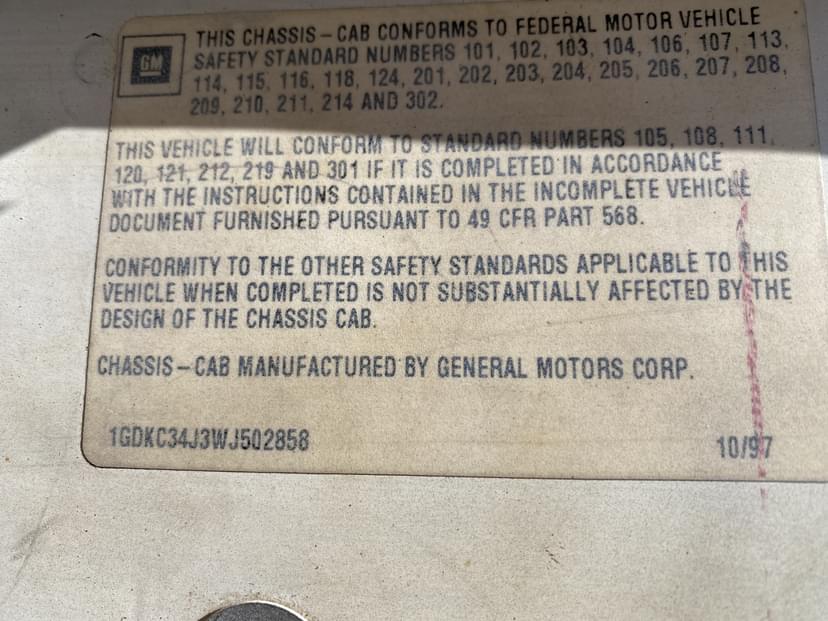 GM
THIS CHASSIS-CAB CONFORMS TO FEDERAL MOTOR VEHICLE
SAFETY STANDARD NUMBERS 101, 102, 103, 104, 106, 107, 113,
114, 115, 116, 118, 124, 201, 202, 203, 204, 205, 206, 207, 208,
209, 210, 211, 214 AND 302.
THIS VEHICLE WILL CONFORM TO STANDARD NUMBERS 105, 108, 111,
120, 121, 212, 219 AND 301 IF IT IS COMPLETED IN ACCORDANCE
WITH THE INSTRUCTIONS CONTAINED IN THE INCOMPLETE VEHICLE
DOCUMENT FURNISHED PURSUANT TO 49 CFR PART 568.
CONFORMITY TO THE OTHER SAFETY STANDARDS APPLICABLE TO THIS
VEHICLE WHEN COMPLETED IS NOT SUBSTANTIALLY AFFECTED BY THE
DESIGN OF THE CHASSIS CAB.
CHASSIS-CAB MANUFACTURED BY GENERAL MOTORS CORP.
1GDKC34J3WJ502858 10/97